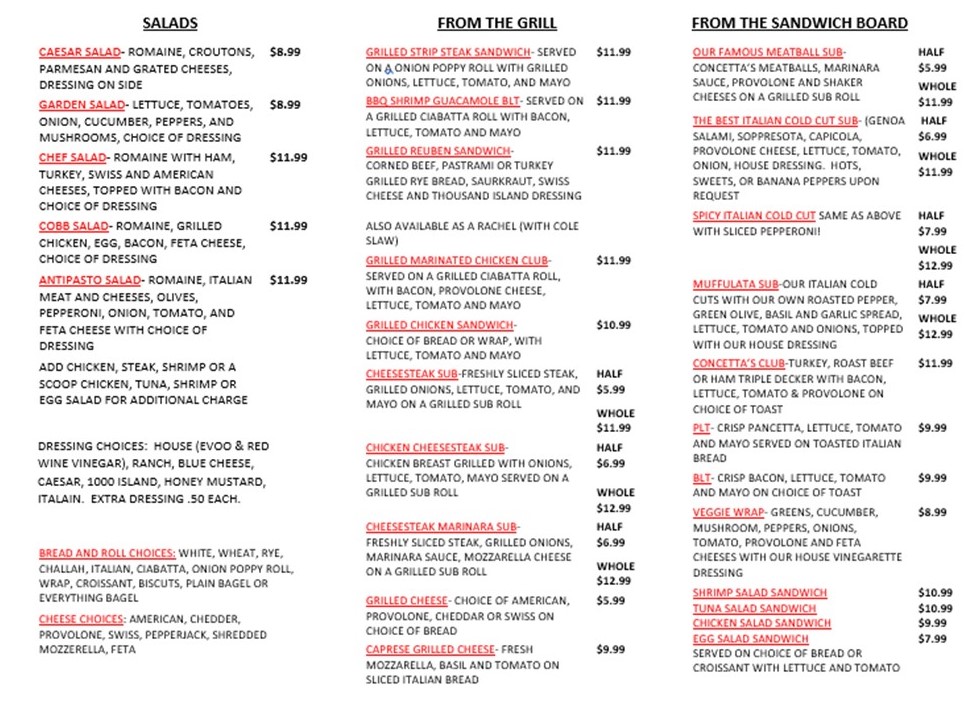 SALADS
CAESAR SALAD- ROMAINE, CROUTONS, $8.99
PARMESAN AND GRATED CHEESES,
DRESSING ON SIDE
GARDEN SALAD- LETTUCE, TOMATOES, $8.99
ONION, CUCUMBER, PEPPERS, AND
MUSHROOMS, CHOICE OF DRESSING
CHEF SALAD- ROMAINE WITH HAM, $11.99
TURKEY, SWISS AND AMERICAN
CHEESES, TOPPED WITH BACON AND
CHOICE OF DRESSING
COBB SALAD- ROMAINE, GRILLED $11.99
CHICKEN, EGG, BACON, FETA CHEESE,
CHOICE OF DRESSING
ANTIPASTO SALAD- ROMAINE, ITALIAN $11.99
MEAT AND CHEESES, OLIVES,
PEPPERONI, ONION, TOMATO, AND
FETA CHEESE WITH CHOICE OF
DRESSING
ADD CHICKEN, STEAK, SHRIMP OR A
SCOOP CHICKEN, TUNA, SHRIMP OR
EGG SALAD FOR ADDITIONAL CHARGE
DRESSING CHOICES: HOUSE (EVOO & RED
WINE VINEGAR), RANCH, BLUE CHEESE,
CAESAR, 1000 ISLAND, HONEY MUSTARD,
ITALAIN. EXTRA DRESSING .50 EACH.
BREAD AND ROLL CHOICES: WHITE, WHEAT, RYE,
CHALLAH, ITALIAN, CIABATTA, ONION POPPY ROLL,
WRAP, CROISSANT, BISCUTS, PLAIN BAGEL OR
EVERYTHING BAGEL
CHEESE CHOICES: AMERICAN, CHEDDER,
PROVOLONE, SWISS, PEPPERJACK, SHREDDED
MOZZERELLA, FETA
FROM THE GRILL
GRILLED STRIP STEAK SANDWICH- SERVED $11.99
ON A ONION POPPY ROLL WITH GRILLED
ONIONS, LETTUCE, TOMATO, AND MAYO
BBQ SHRIMP GUACAMOLE BLT- SERVED ON $11.99
A GRILLED CIABATTA ROLL WITH BACON,
LETTUCE, TOMATO AND MAYO
GRILLED REUBEN SANDWICH- $11.99
CORNED BEEF, PASTRAMI OR TURKEY
GRILLED RYE BREAD, SAURKRAUT, SWISS
CHEESE AND THOUSAND ISLAND DRESSING
ALSO AVAILABLE AS A RACHEL (WITH COLE
SLAW)
GRILLED MARINATED CHICKEN CLUB- $11.99
SERVED ON A GRILLED CIABATTA ROLL,
WITH BACON, PROVOLONE CHEESE,
LETTUCE, TOMATO AND MAYO
GRILLED CHICKEN SANDWICH- $10.99
CHOICE OF BREAD OR WRAP, WITH
LETTUCE, TOMATO AND MAYO
CHEESESTEAK SUB-FRESHLY SLICED STEAK, HALF
GRILLED ONIONS, LETTUCE, TOMATO, AND $5.99
MAYO ON A GRILLED SUB ROLL
WHOLE
$11.99
CHICKEN CHEESESTEAK SUB- HALF
CHICKEN BREAST GRILLED WITH ONIONS, $6.99
LETTUCE, TOMATO, MAYO SERVED ON A
GRILLED SUB ROLL WHOLE
$12.99
CHEESESTEAK MARINARA SUB- HALF
FRESHLY SLICED STEAK, GRILLED ONIONS, $6.99
MARINARA SAUCE, MOZZARELLA CHEESE WHOLE
ON A GRILLED SUB ROLL $12.99
GRILLED CHEESE- CHOICE OF AMERICAN, $5.99
PROVOLONE, CHEDDAR OR SWISS ON
CHOICE OF BREAD
CAPRESE GRILLED CHEESE- FRESH $9.99
MOZZARELLA, BASIL AND TOMATO ON
SLICED ITALIAN BREAD
FROM THE SANDWICH BOARD
OUR FAMOUS MEATBALL SUB- HALF
CONCETTA'S MEATBALLS, MARINARA $5.99
SAUCE, PROVOLONE AND SHAKER WHOLE
CHEESES ON A GRILLED SUB ROLL $11.99
THE BEST ITALIAN COLD CUT SUB- (GENOA HALF
SALAMI, SOPPRESOTA, CAPICOLA, $6.99
PROVOLONE CHEESE, LETTUCE, TOMATO, WHOLE
ONION, HOUSE DRESSING. HOTS, $11.99
SWEETS, OR BANANA PEPPERS UPON
REQUEST
SPICY ITALIAN COLD CUT SAME AS ABOVE HALF
WITH SLICED PEPPERONI! $7.99
WHOLE
$12.99
MUFFULATA SUB-OUR ITALIAN COLD HALF
CUTS WITH OUR OWN ROASTED PEPPER, $7.99
GREEN OLIVE, BASIL AND GARLIC SPREAD, WHOLE
LETTUCE, TOMATO AND ONIONS, TOPPED $12.99
WITH OUR HOUSE DRESSING
CONCETTA'S CLUB-TURKEY, ROAST BEEF $11.99
OR HAM TRIPLE DECKER WITH BACON,
LETTUCE, TOMATO & PROVOLONE ON
CHOICE OF TOAST
PLT- CRISP PANCETTA, LETTUCE, TOMATO $9.99
AND MAYO SERVED ON TOASTED ITALIAN
BREAD
BLT- CRISP BACON, LETTUCE, TOMATO $9.99
AND MAYO ON CHOICE OF TOAST
VEGGIE WRAP- GREENS, CUCUMBER, $8.99
MUSHROOM, PEPPERS, ONIONS,
TOMATO, PROVOLONE AND FETA
CHEESES WITH OUR HOUSE VINEGARETTE
DRESSING
SHRIMP SALAD SANDWICH $10.99
TUNA SALAD SANDWICH $10.99
CHICKEN SALAD SANDWICH $9.99
EGG SALAD SANDWICH $7.99
SERVED ON CHOICE OF BREAD OR
CROISSANT WITH LETTUCE AND TOMATO